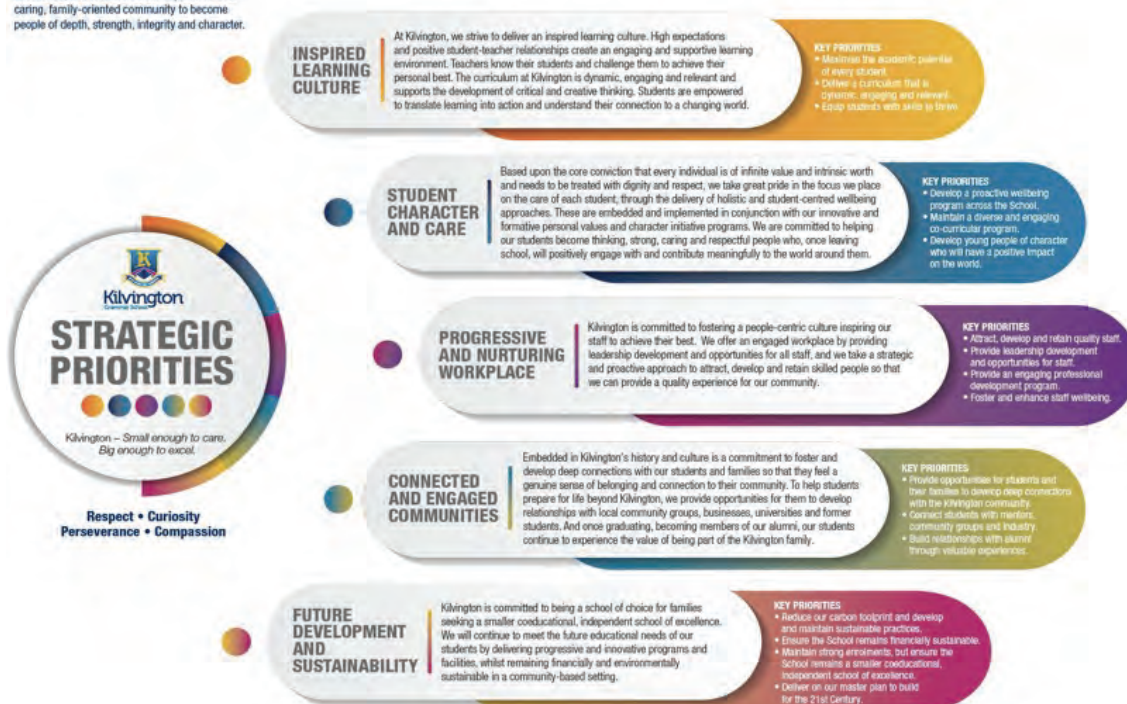 caring, family-oriented community to become
people of depth, strength, integrity and character.
INSPIRED
LEARNING
CULTURE
At Kilvington, we strive to deliver an inspired learning culture. High expectations
and positive student-teacher relationships create an engaging and supportive learning
environment. Teachers know their students and challenge them to achieve their
personal best. The curriculum at Kilvington is dynamic, engaging and relevant and
supports the development of critical and creative thinking. Students are empowered
to translate learning into action and understand their connection to a changing world.
KEY PRIORITIES
• Maximise the academic potential
of every student.
• Deliver a curriculum that is
dynamic, engaging and relevant.
• Equip students with skills to thrive.
STUDENT
CHARACTER
AND CARE
Based upon the core conviction that every individual is of infinite value and intrinsic worth
and needs to be treated with dignity and respect, we take great pride in the focus we place
on the care of each student, through the delivery of holistic and student-centred wellbeing
approaches. These are embedded and implemented in conjunction with our innovative and
formative personal values and character initiative programs. We are committed to helping
our students become thinking, strong, caring and respectful people who, once leaving
school, will positively engage with and contribute meaningfully to the world around them.
KEY PRIORITIES
• Develop a proactive wellbeing
program across the School.
• Maintain a diverse and engaging
co-curricular program.
• Develop young people of character
who will have a positive impact
on the world.
Kilvington
Grammar School
STRATEGIC
PRIORITIES
Kilvington – Small enough to care.
Big enough to excel.
Respect • Curiosity
Perseverance • Compassion
PROGRESSIVE
AND NURTURING
WORKPLACE
Kilvington is committed to fostering a people-centric culture inspiring our
staff to achieve their best. We offer an engaged workplace by providing
leadership development and opportunities for all staff, and we take a strategic
and proactive approach to attract, develop and retain skilled people so that
we can provide a quality experience for our community.
KEY PRIORITIES
• Attract, develop and retain quality staff.
• Provide leadership development
and opportunities for staff.
• Provide an engaging professional
development program.
• Foster and enhance staff wellbeing.
CONNECTED
AND ENGAGED
COMMUNITIES
Embedded in Kilvington's history and culture is a commitment to foster and
develop deep connections with our students and families so that they feel a
genuine sense of belonging and connection to their community. To help students
prepare for life beyond Kilvington, we provide opportunities for them to develop
relationships with local community groups, businesses, universities and former
students. And once graduating, becoming members of our alumni, our students
continue to experience the value of being part of the Kilvington family.
KEY PRIORITIES
• Provide opportunities for students and
their families to develop deep connections
with the Kilvington community.
• Connect students with mentors,
community groups and industry.
• Build relationships with alumni
through valuable experiences.
FUTURE
DEVELOPMENT
AND
SUSTAINABILITY
Kilvington is committed to being a school of choice for families
seeking a smaller coeducational, independent school of excellence.
We will continue to meet the future educational needs of our
students by delivering progressive and innovative programs and
facilities, whilst remaining financially and environmentally
sustainable in a community-based setting.
KEY PRIORITIES
• Reduce our carbon footprint and develop
and maintain sustainable practices.
• Ensure the School remains financially sustainable.
• Maintain strong enrolments, but ensure the
School remains a smaller coeducational,
independent school of excellence.
• Deliver on our master plan to build
for the 21st Century.